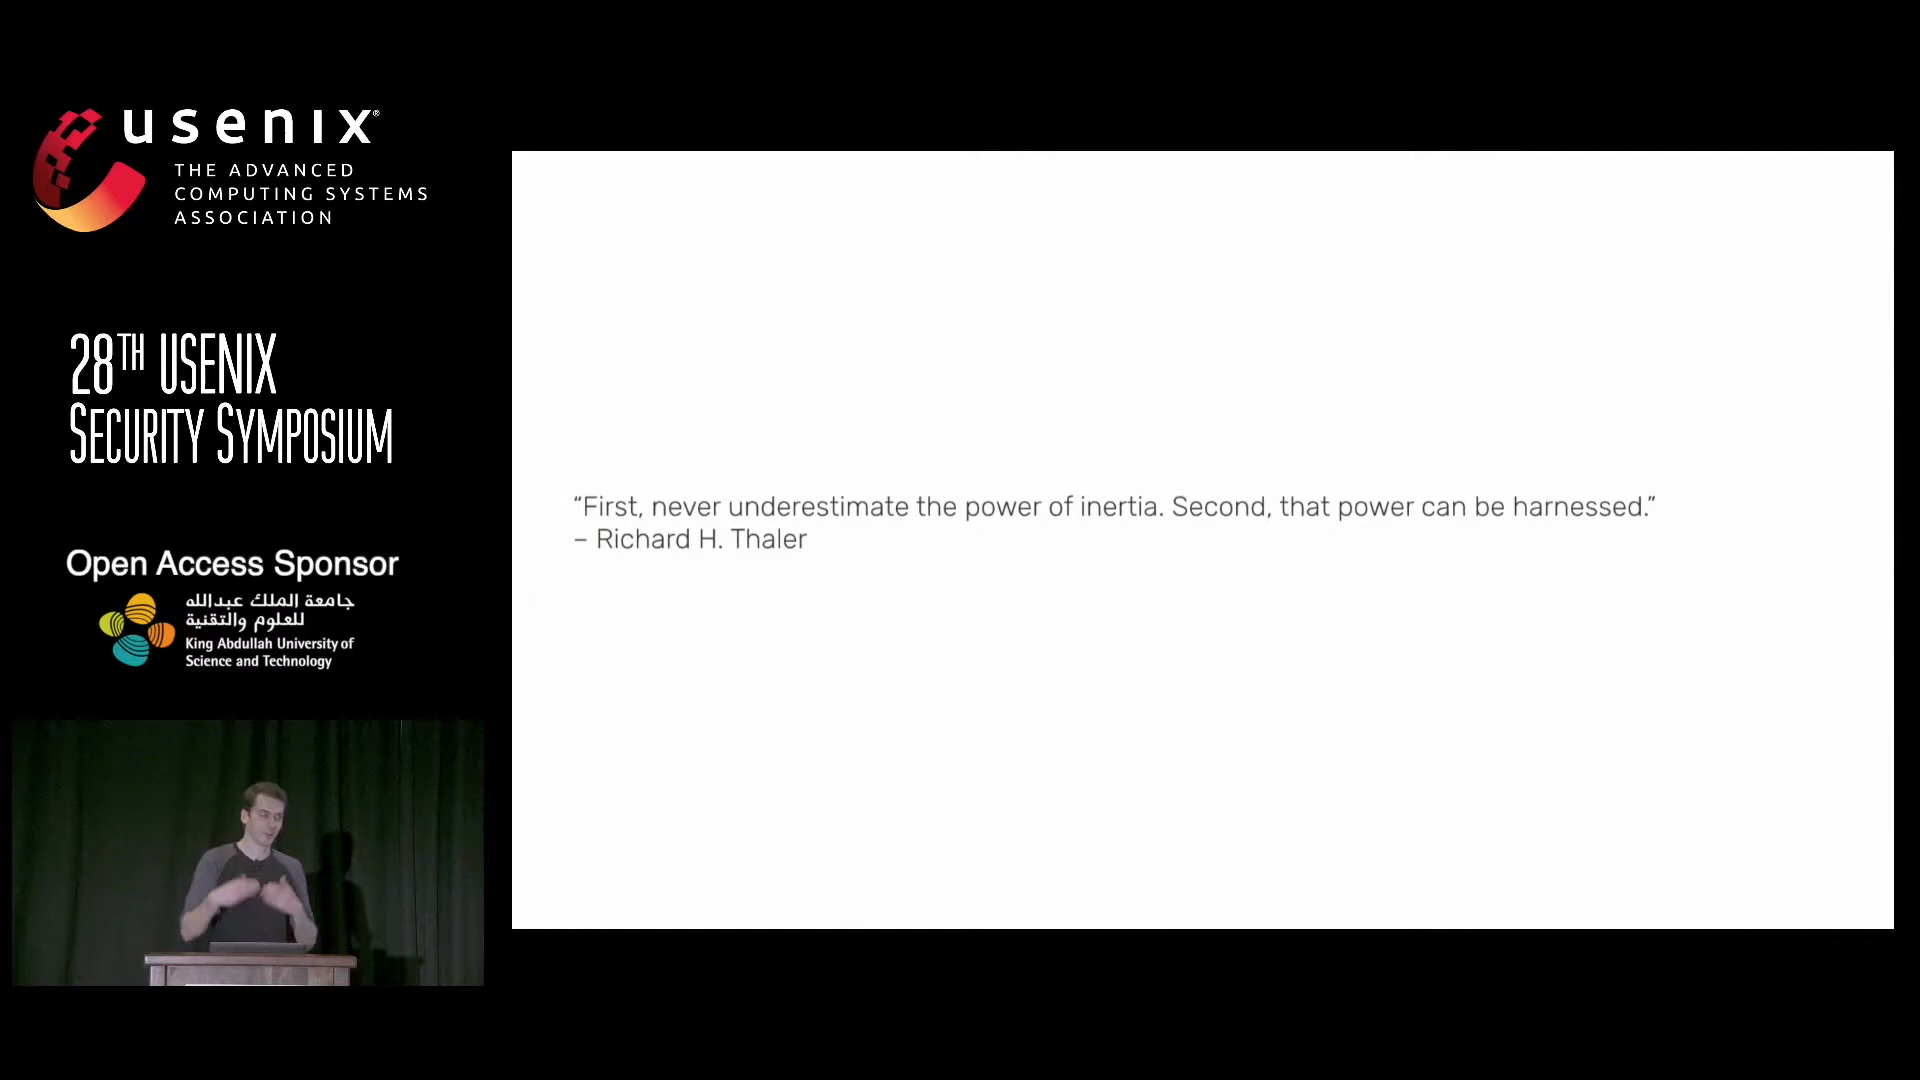 usenix®
THE ADVANCED
COMPUTING SYSTEMS
ASSOCIATION
28TH USENIX
SECURITY SYMPOSIUM
Open Access Sponsor
جامعة الملك عبدالله
للعلوم والتقنية
King Abdullah University of
Science and Technology
“First, never underestimate the power of inertia. Second, that power can be harnessed.”
– Richard H. Thaler